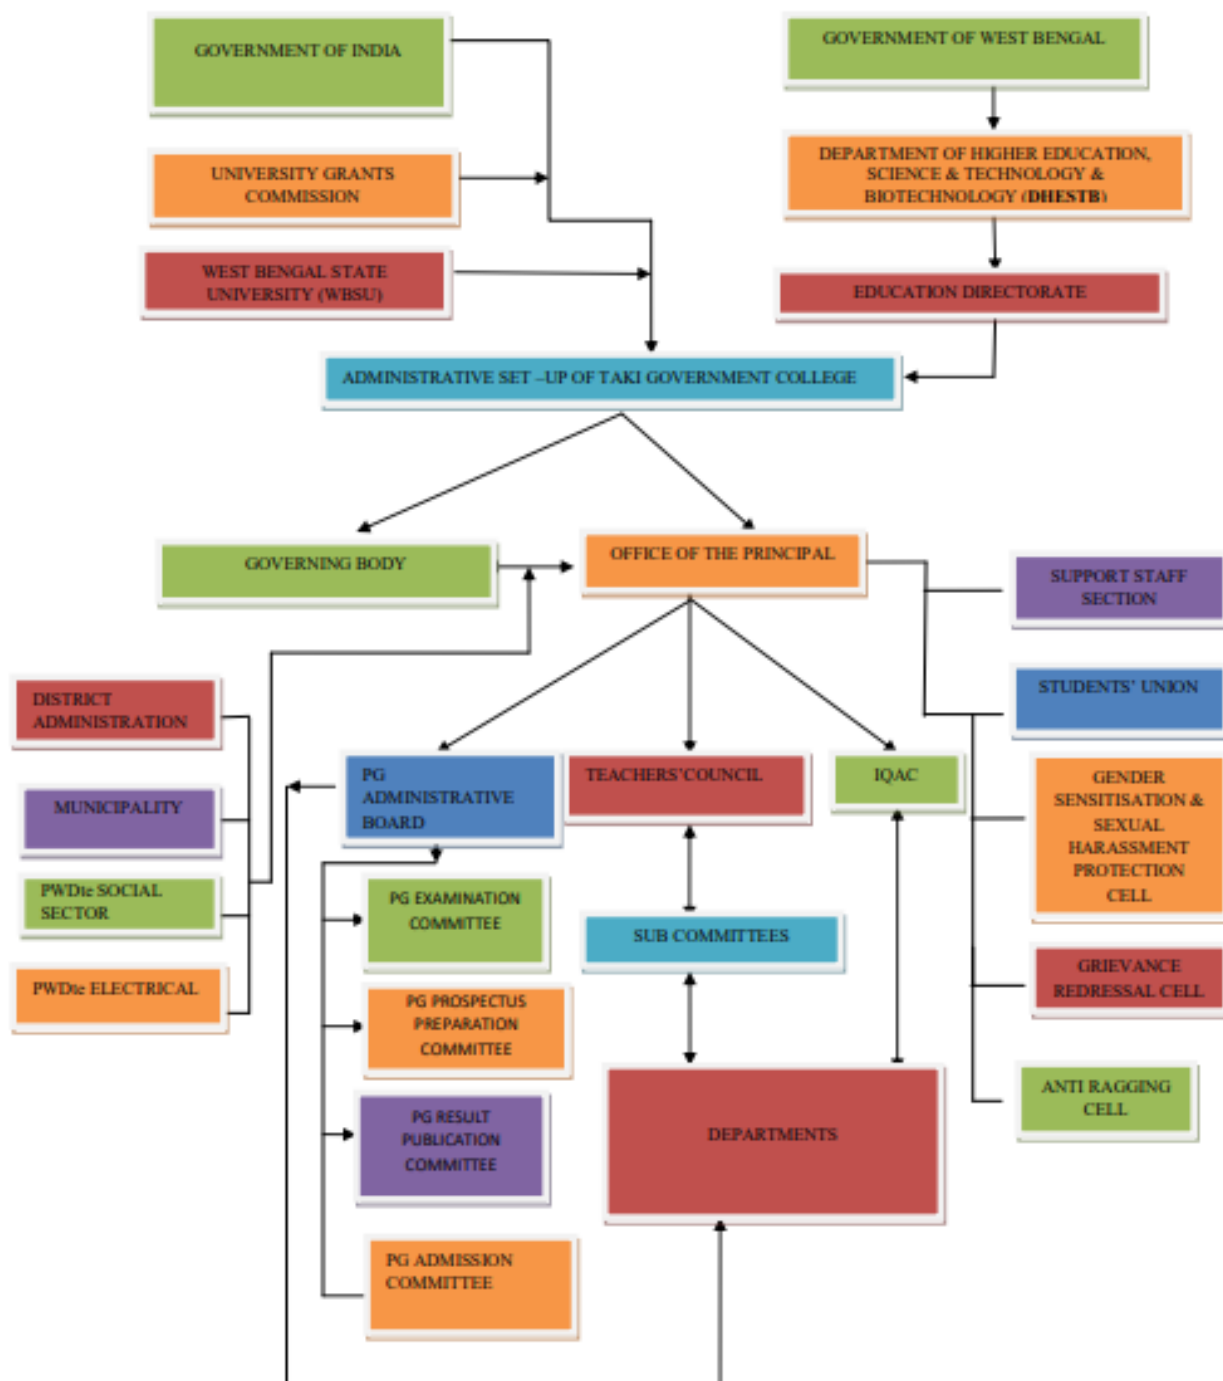 GOVERNMENT OF INDIA
GOVERNMENT OF WEST BENGAL
UNIVERSITY GRANTS
COMMISSION
DEPARTMENT OF HIGHER EDUCATION,
SCIENCE & TECHNOLOGY &
BIOTECHNOLOGY (DHESTB)
WEST BENGAL STATE
UNIVERSITY (WBSU)
EDUCATION DIRECTORATE
ADMINISTRATIVE SET –UP OF TAKI GOVERNMENT COLLEGE
GOVERNING BODY
OFFICE OF THE PRINCIPAL
SUPPORT STAFF
SECTION
DISTRICT
ADMINISTRATION
STUDENTS’ UNION
MUNICIPALITY
PG
ADMINISTRATIVE
BOARD
TEACHERS’COUNCIL
IQAC
GENDER
SENSITISATION &
SEXUAL
HARASSMENT
PROTECTION
CELL
PWDte SOCIAL
SECTOR
PG EXAMINATION
COMMITTEE
SUB COMMITTEES
PWDte ELECTRICAL
GRIEVANCE
REDRESSAL CELL
PG PROSPECTUS
PREPARATION
COMMITTEE
ANTI RAGGING
CELL
PG RESULT
PUBLICATION
COMMITTEE
DEPARTMENTS
PG ADMISSION
COMMITTEE